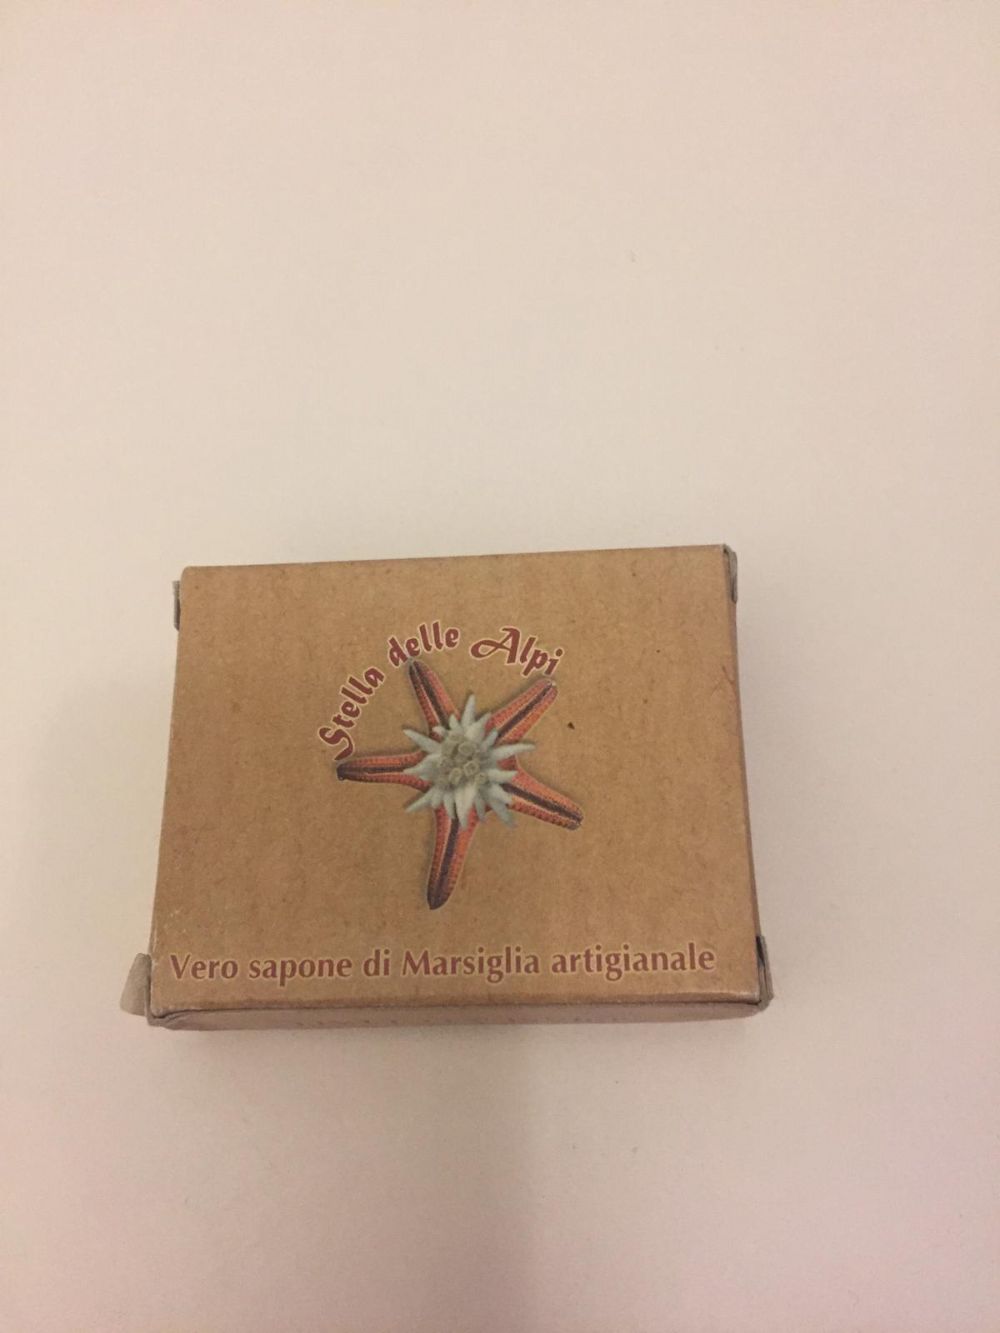 Stella delle Alpi
Vero sapone di Marsiglia artigianale